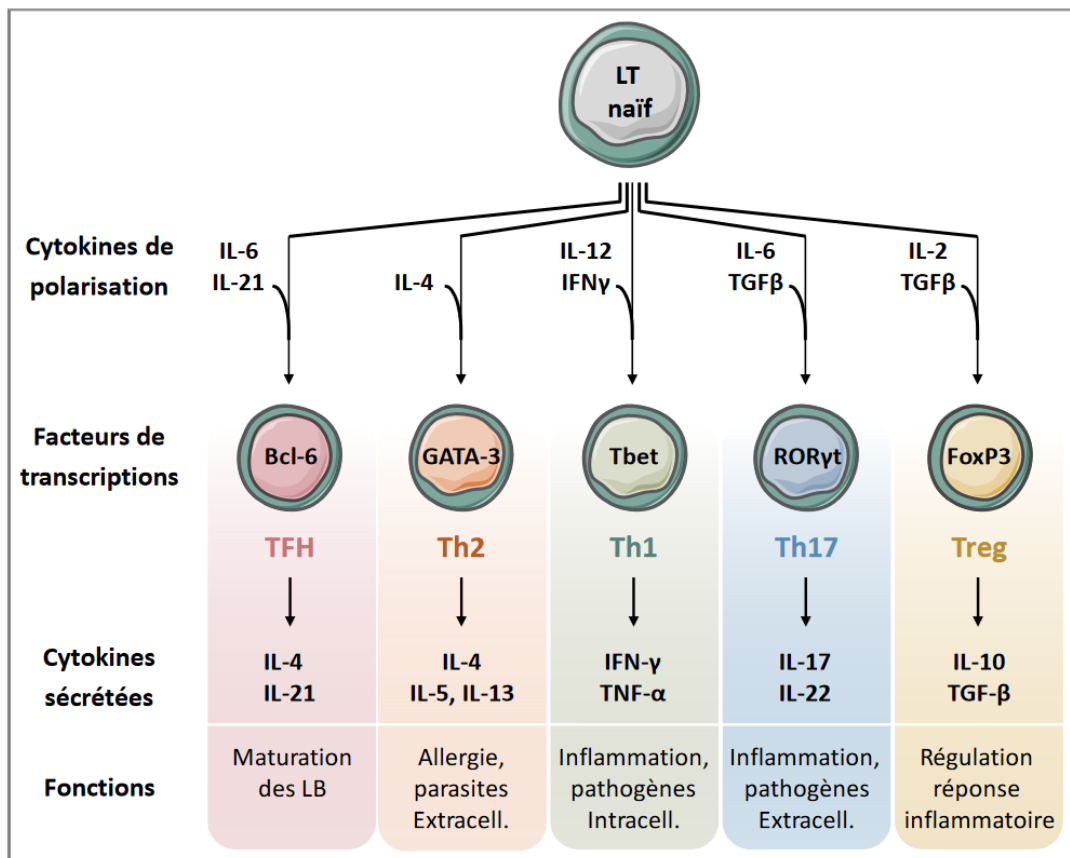 LT
naïf
Cytokines de
polarisation
IL-6
IL-21
IL-4
IL-12
IFNγ
IL-6
TGFβ
IL-2
TGFβ
Facteurs de
transcriptions
Bcl-6
GATA-3
Tbet
RORγt
FoxP3
TFH
Th2
Th1
Th17
Treg
Cytokines
sécrétées
IL-4
IL-21
IL-4
IL-5, IL-13
IFN-γ
TNF-α
IL-17
IL-22
IL-10
TGF-β
Fonctions
Maturation
des LB
Allergie,
parasites
Extracell.
Inflammation,
pathogènes
Intracell.
Inflammation,
pathogènes
Extracell.
Régulation
réponse
inflammatoire